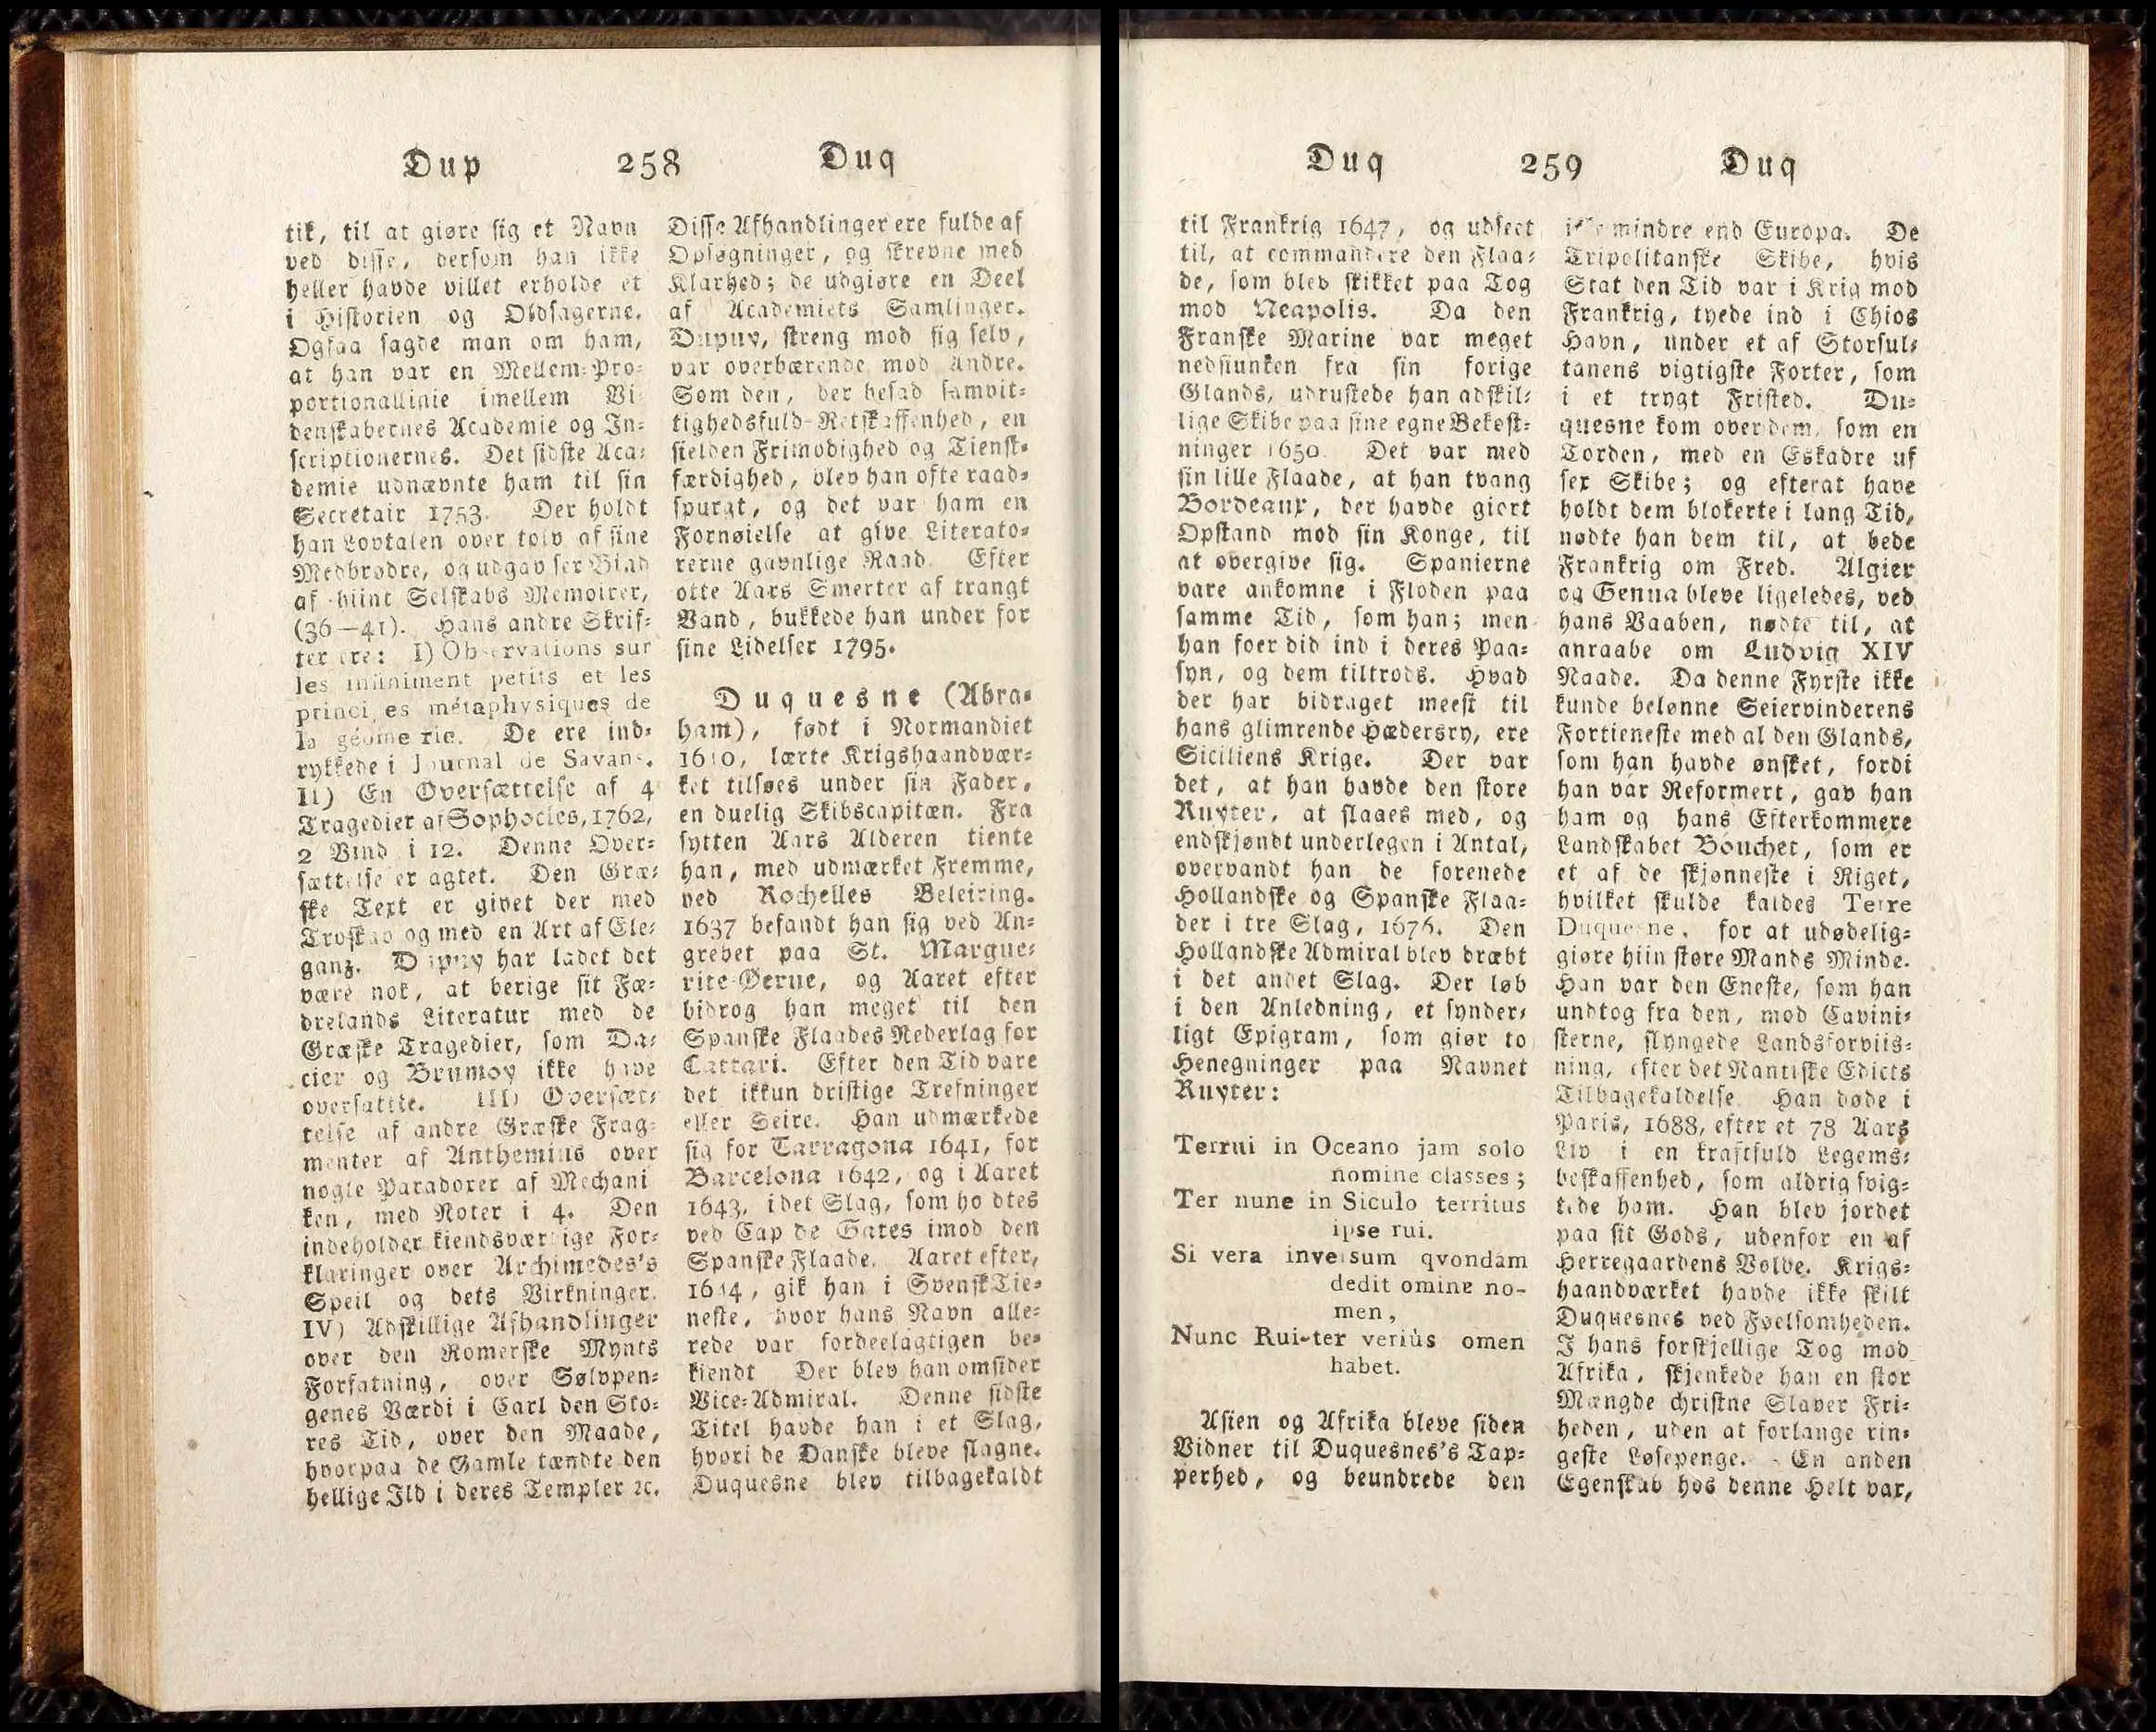 Dup 258 Duq
tik, til at giøre sig et Navn
ved disse, dersom han ikke
heller havde villet erholde et
i Historien og Oldsagerne.
Ogsaa sagde man om ham,
at han var en Mellem-Pro-
portionallinie imellem Vi-
denskabernes Academie og In-
scriptionernes. Det sidste Aca-
demie udnævnte ham til sin
Secretair 1753. Der holdt
han Lovtalen over tolv af sine
Medbrødre, og udgav sex Bind
af hiint Selskabs Memoirer,
(36—41). Hans andre Skrif-
ter ere: I) Observations sur
les infiniment petits et les
principes métaphysiques de
la géometrie. De ere ind-
rykkede i Journal de Savans.
II) En Oversættelse af 4
Tragedier af Sophocles, 1762,
2 Bind i 12. Denne Over-
sættelse er agtet. Den Græ-
ske Text er givet der med
Troskab og med en Art af Ele-
ganz. Dupuy har ladet det
være nok, at berige sit Fæ-
drelands Literatur med de
Græske Tragedier, som Da-
cier og Brumoy ikke have
oversattte. III) Oversæt-
telse af andre Græske Frag-
menter af Anthemius over
nogle Paradoxer af Mechani
ken, med Noter i 4. Den
indeholder kiendsværdige For-
klaringer over Archimedes's
Speil og dets Virkninger.
IV) Adskillige Afhandlinger
over den Romerske Mynts
Forfatning, over Sølvpen-
genes Værdi i Carl den Sto-
res Tid, over den Maade,
hvorpaa de Gamle tændte den
hellige Ild i deres Templer ꝛc.
Disse Afhandlinger ere fulde af
Opsøgninger, og skrevne med
Klarhed; de udgiøre en Deel
af Academiets Samlinger.
Dupuy, streng mod sig selv,
var overbærende mod Andre.
Som den, der besad samvit-
tighedsfuld Retskaffenhed, en
sielden Frimodighed og Tienst-
færdighed, blev han ofte raad-
spurgt, og det var ham en
Fornøielse at give Literato-
rerne gavnlige Raad. Efter
otte Aars Smerter af trangt
Vand, bukkede han under for
sine Lidelser 1795.
Duquesne (Abra-
ham), født i Normandiet
1610, lærte Krigshaandvær-
ket tilsøes under sin Fader,
en duelig Skibscapitæn. Fra
sytten Aars Alderen tiente
han, med udmærket Fremme,
ved Rochelles Beleiring.
1637 befandt han sig ved An-
grebet paa St. Margue-
rite-Øerne, og Aaret efter
bidrog han meget til den
Spanske Flaades Nederlag for
Cattari. Efter den Tid vare
det ikkun dristige Trefninger
eller Seire. Han udmærkede
sig for Tarragona 1641, for
Barcelona 1642, og i Aaret
1643, i det Slag, som holdtes
ved Cap de Gates imod den
Spanske Flaade. Aaret efter,
1644, gik han i Svensk Tie-
neste, hvor hans Navn alle-
rede var fordeelagtigen be-
kiendt Der blev han omsider
Vice-Admiral. Denne sidste
Titel havde han i et Slag,
hvori de Danske bleve slagne.
Duquesne blev tilbagekaldt
Duq 259 Duq
til Frankrig 1647, og udseet
til, at commandere den Flaa-
de, som blev skikket paa Tog
mod Neapolis. Da den
Franske Marine var meget
nedsiunken fra sin forige
Glands, udrustede han adskil-
lige Skibe paa sine egne Bekost-
ninger 1650. Det var med
sin lille Flaade, at han tvang
Bordeaux, der havde giort
Opstand mod sin Konge, til
at overgive sig. Spanierne
vare ankomne i Floden paa
samme Tid, som han; men
han foer did ind i deres Paa-
syn, og dem tiltrods. Hvad
der har bidraget meest til
hans glimrende Hædersry, ere
Siciliens Krige. Der var
det, at han havde den store
Ruyter, at slaaes med, og
endskjøndt underlegen i Antal,
overvandt han de forenede
Hollandske og Spanske Flaa-
der i tre Slag, 1676. Den
Hollandske Admiral blev dræbt
i det andet Slag. Der løb
i den Anledning, et synder-
ligt Epigram, som giør to
Henegninger paa Navnet
Ruyter:
Terrui in Oceano jam solo
nomine classes;
Ter nune in Siculo territus
ipse rui.
Si vera inversum qvondam
dedit omine no-
men,
Nunc Rui-ter veriùs omen
habet.
Asien og Afrika bleve siden
Vidner til Duquesnes's Tap-
perhed, og beundrede den
ikke mindre end Europa. De
Tripolitanske Skibe, hvis
Stat den Tid var i Krig mod
Frankrig, tyede ind i Chios
Havn, under et af Storsul-
tanens vigtigste Forter, som
i et trygt Fristed. Du-
quesne kom over dem, som en
Torden, med en Eskadre af
sex Skibe; og efterat have
holdt dem blokerte i lang Tid,
nødte han dem til, at bede
Frankrig om Fred. Algier
og Genua bleve ligeledes, ved
hans Vaaben, nødte til, at
anraabe om Ludvig XIV
Naade. Da denne Fyrste ikke
kunde belønne Seiervinderens
Fortieneste med al den Glands,
som han havde ønsket, fordi
han var Reformert, gav han
ham og hans Efterkommere
Landskabet Bouchet, som er
et af de skjønneste i Riget,
hvilket skulde kaldes Terre
Duquesne, for at udødelig-
giøre hiin støre Mands Minde.
Han var den Eneste, som han
undtog fra den, mod Cavini-
sterne, slyngede Landsforviis-
ning, efter det Nantiske Edicts
Tilbagekaldelse. Han døde i
Paris, 1688, efter et 78 Aars
Liv i en kraftfuld Legems-
beskaffenhed, som aldrig svig-
tede ham. Han blev jordet
paa sit Gods, udenfor en af
Herregaardens Volde. Krigs-
haandværket havde ikke skilt
Duquesnes ved Føelsomheden.
I hans forskjellige Tog mod
Afrika, skjenkede han en stor
Mængde christne Slaver Fri-
heden, uden at forlange rin-
geste Løsepenge. En anden
Egenskab hos denne Helt var,